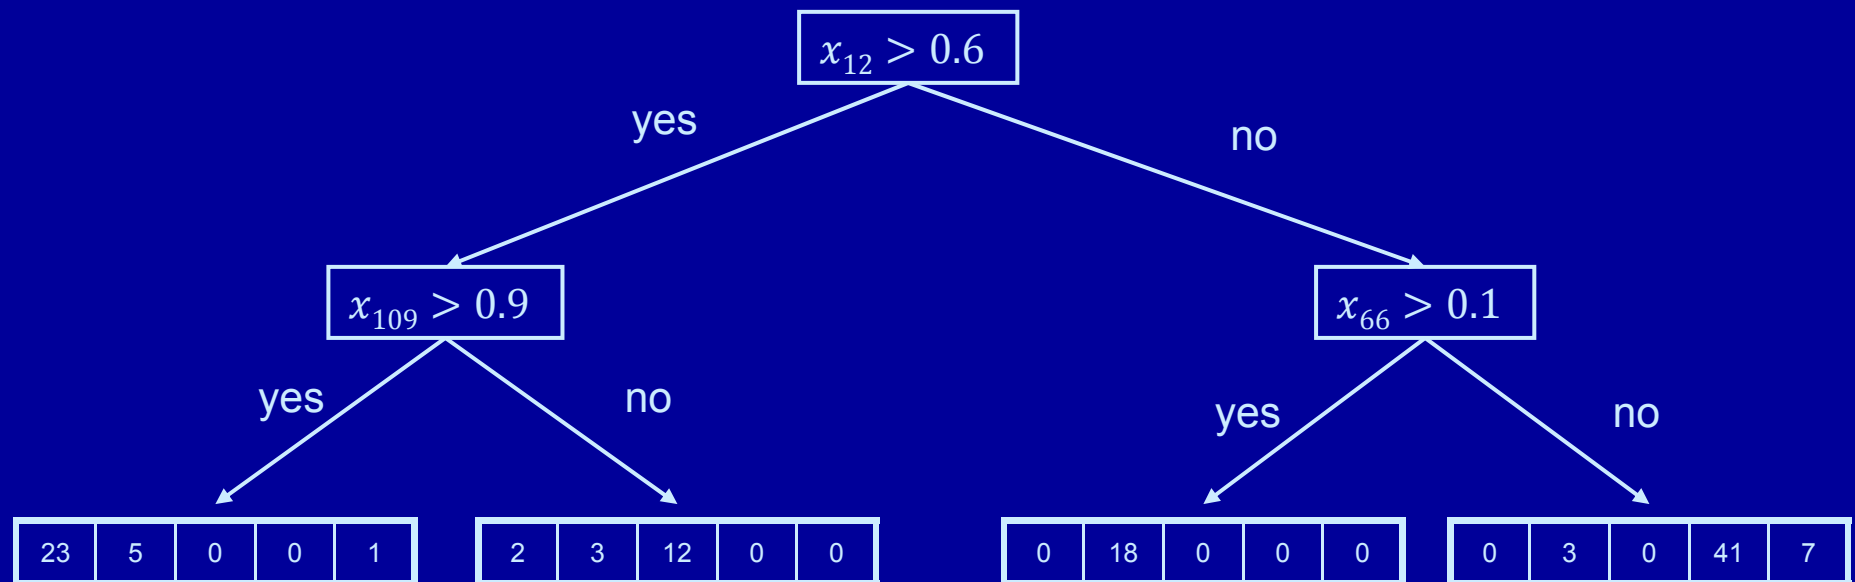 x₁₂ > 0.6
yes
no
x₁₀₉ > 0.9
x₆₆ > 0.1
yes
no
yes
no
23 5 0 0 1
2 3 12 0 0
0 18 0 0 0
0 3 0 41 7